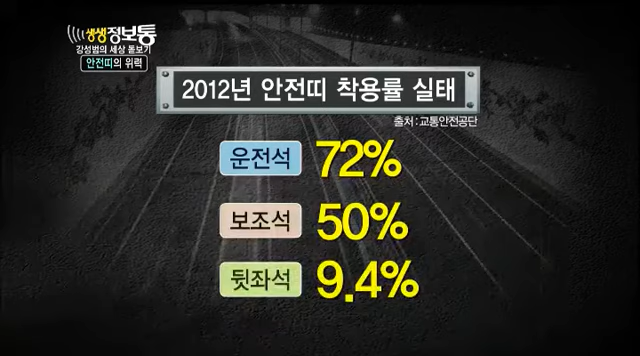 생생정보통
강성범의 세상 돋보기
안전띠의 위력
2012년 안전띠 착용률 실태
출처 : 교통안전공단
운전석 72%
보조석 50%
뒷좌석 9.4%